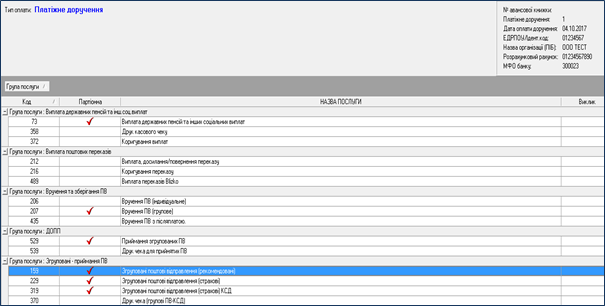 Тип оплати: Платіжне доручення
№ авансової книжки:
Платіжне доручення: 1
Дата оплати доручення: 04.10.2017
ЕДРПОУ/Ідент.код: 01234567
Назва організації (ПІБ): ООО ТЕСТ
Розрахунковий рахунок: 01234567890
МФО банку: 300023
Група послуги /
Код / Партіонна НАЗВА ПОСЛУГИ Виклик
Група послуги : Виплата державних пенсій та інш.соц.виплат
73 Виплата державних пенсій та інших соціальних виплат
358 Друк касового чеку
372 Коригування виплат
Група послуги : Виплата поштових переказів
212 Виплата, досилання/повернення переказу
216 Коригування переказу
489 Виплата переказів Blizko
Група послуги : Вручення та зберігання ПВ
206 Вручення ПВ (індивідуальне)
207 Вручення ПВ (групове)
435 Вручення ПВ з післяплатою.
Група послуги : ДОПП
529 Приймання згрупованих ПВ
539 Друк чека для прийнятих ПВ
Група послуги : Згруповані - приймання ПВ
159 Згруповані поштові відправлення (рекомендовані)
229 Згруповані поштові відправлення (страхові)
319 Згруповані поштові відправлення (страхові) КСД
370 Друк чека (групові ПВ-КСД)